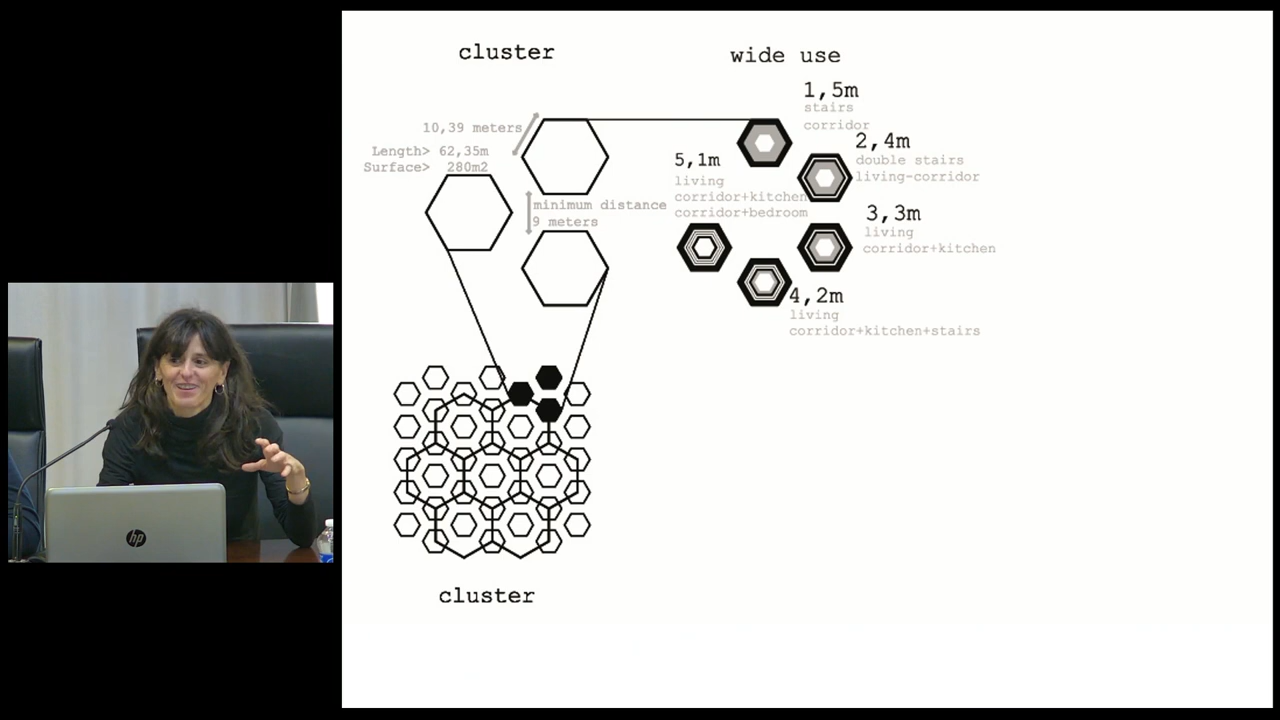 cluster
wide use
10,39 meters
Length> 62,35m
Surface> 280m2
minimum distance
9 meters
1,5m
stairs
corridor
2,4m
double stairs
living-corridor
3,3m
living
corridor+kitchen
4,2m
living
corridor+kitchen+stairs
5,1m
living
corridor+kitchen
corridor+bedroom
cluster
hp